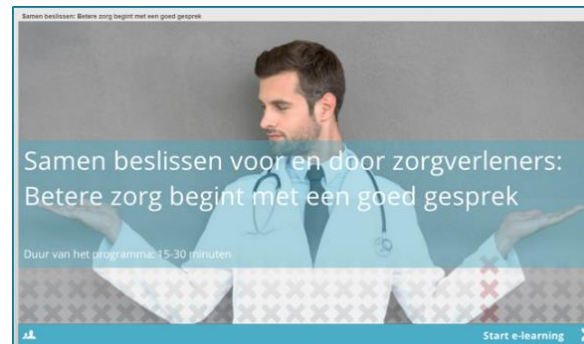 Samen beslissen: Betere zorg begint met een goed gesprek
Samen beslissen voor en door zorgverleners:
Betere zorg begint met een goed gesprek
Duur van het programma: 15-30 minuten
Start e-learning